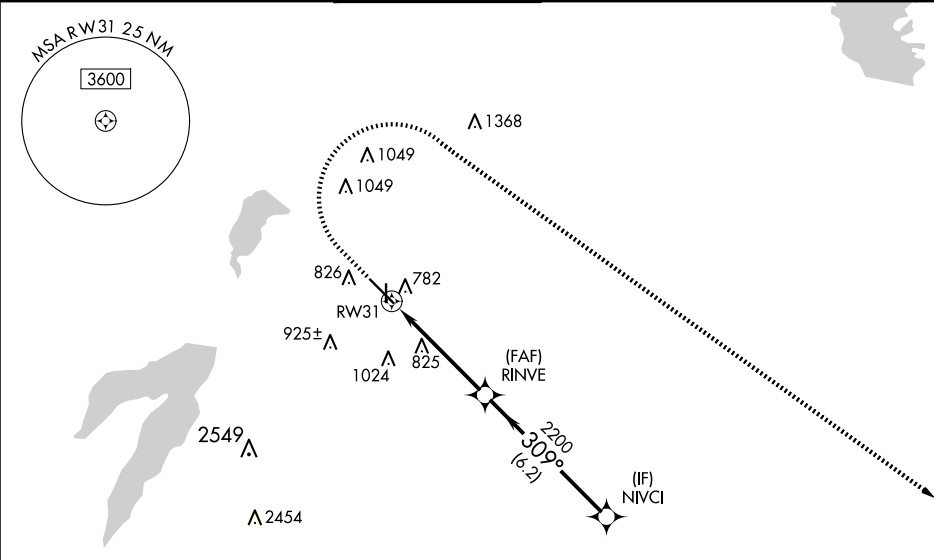 MSA RW31 25 NM
3600
1368
1049
1049
826
782
RW31
925±
825
1024
(FAF)
RINVE
2200
309°
(6.2)
2549
(IF)
NIVCI
2454